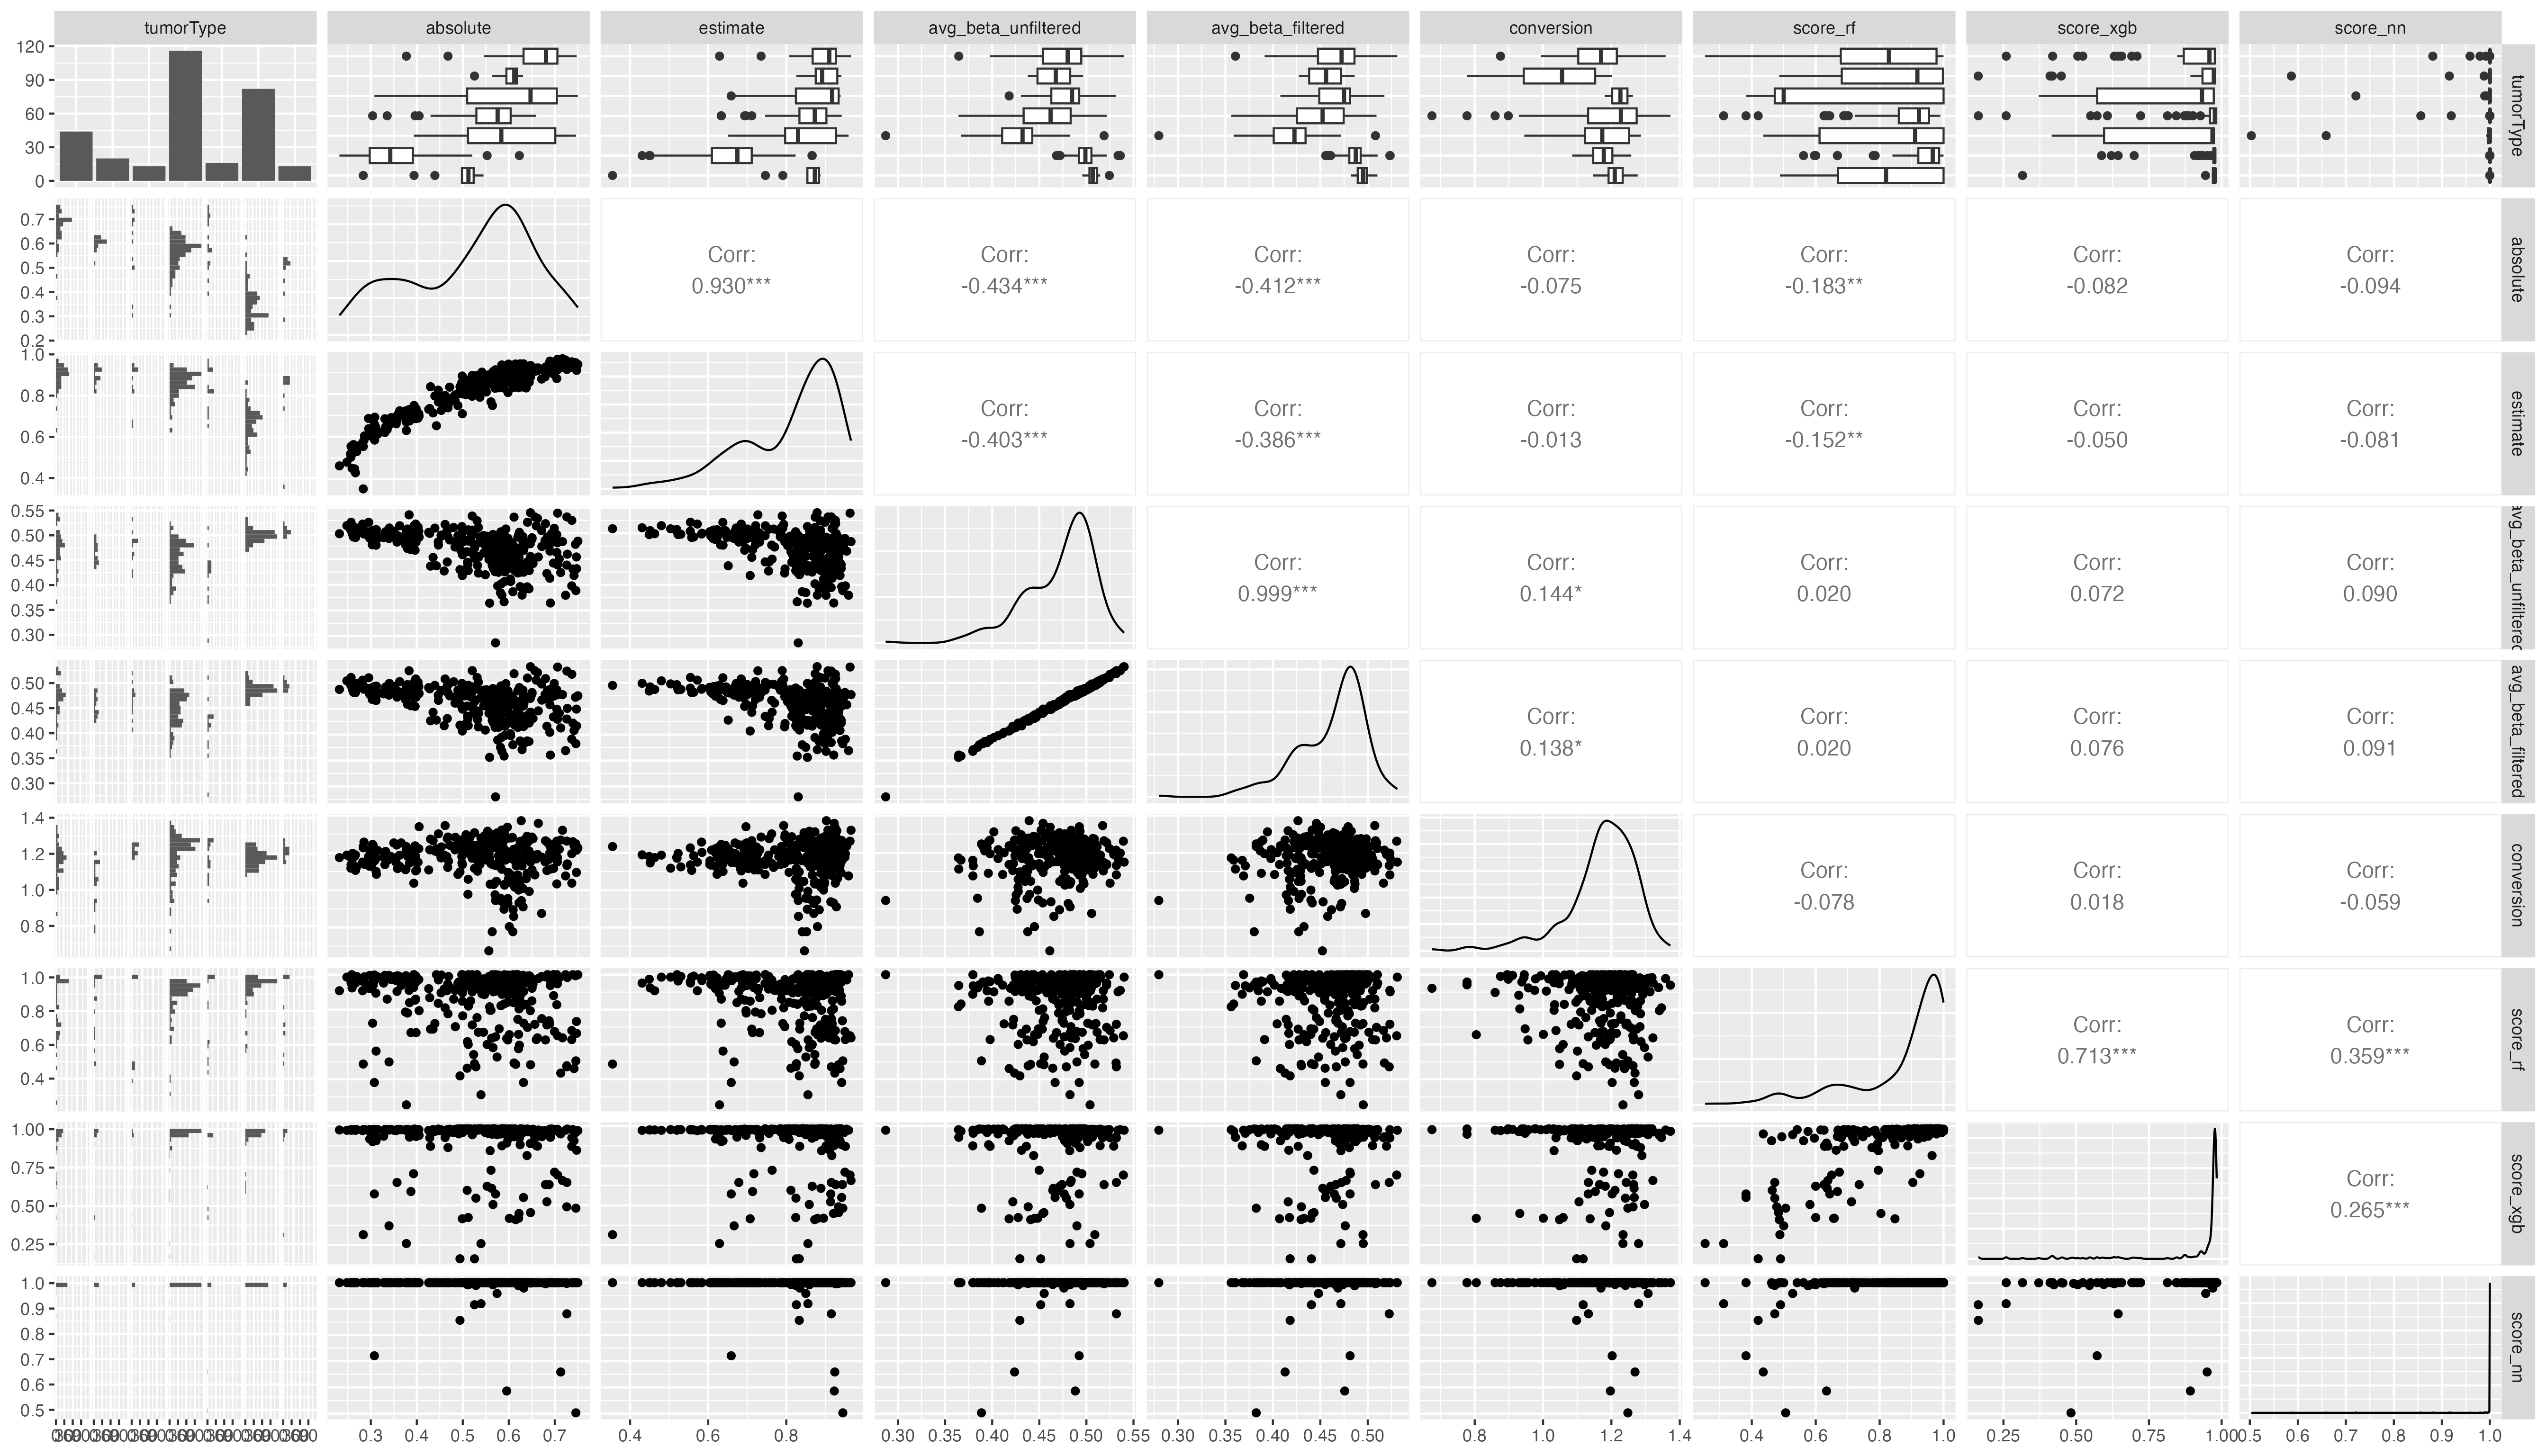 tumorType absolute estimate avg_beta_unfiltered avg_beta_filtered conversion score_rf score_xgb score_nn
120
90
60
30
0
tumorType
0.7
0.6
0.5
0.4
0.3
0.2
Corr:
0.930***
Corr:
-0.434***
Corr:
-0.412***
Corr:
-0.075
Corr:
-0.183**
Corr:
-0.082
Corr:
-0.094
absolute
1.0
0.8
0.6
0.4
Corr:
-0.403***
Corr:
-0.386***
Corr:
-0.013
Corr:
-0.152**
Corr:
-0.050
Corr:
-0.081
estimate
0.55
0.50
0.45
0.40
0.35
0.30
Corr:
0.999***
Corr:
0.144*
Corr:
0.020
Corr:
0.072
Corr:
0.090
0.50
0.45
0.40
0.35
0.30
Corr:
0.138*
Corr:
0.020
Corr:
0.076
Corr:
0.091
avg_beta_filtered
1.4
1.2
1.0
0.8
Corr:
-0.078
Corr:
0.018
Corr:
-0.059
conversion
1.0
0.8
0.6
0.4
Corr:
0.713***
Corr:
0.359***
score_rf
1.00
0.75
0.50
0.25
Corr:
0.265***
score_xgb
1.0
0.9
0.8
0.7
0.6
0.5
score_nn
0.3 0.4 0.5 0.6 0.7
0.4 0.6 0.8
0.30 0.35 0.40 0.45 0.50 0.55
0.30 0.35 0.40 0.45 0.50
0.8 1.0 1.2 1.4
0.4 0.6 0.8 1.0
0.25 0.50 0.75 1.00
0.5 0.6 0.7 0.8 0.9 1.0